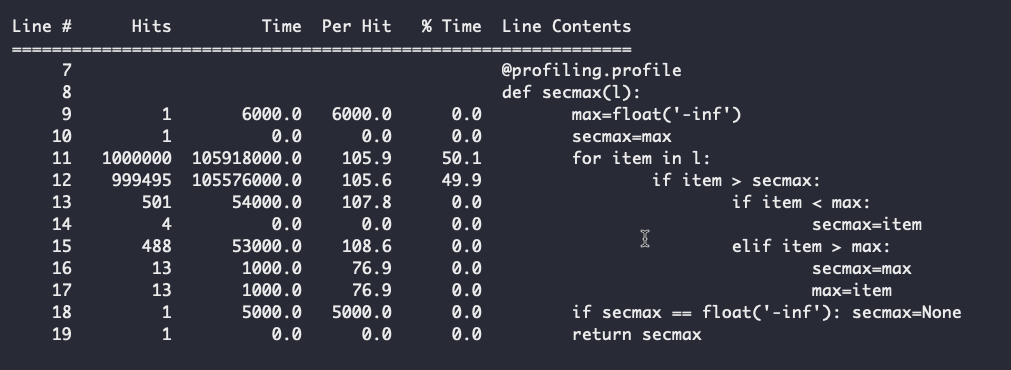 Line #      Hits         Time  Per Hit   % Time  Line Contents
==============================================================
     7                                           @profiling.profile
     8                                           def secmax(l):
     9         1       6000.0   6000.0      0.0         max=float('-inf')
    10         1          0.0      0.0      0.0         secmax=max
    11   1000000  105918000.0    105.9     50.1         for item in l:
    12    999495  105576000.0    105.6     49.9                 if item > secmax:
    13       501      54000.0    107.8      0.0                         if item < max:
    14         4          0.0      0.0      0.0                                 secmax=item
    15       488      53000.0    108.6      0.0                         elif item > max:
    16        13       1000.0     76.9      0.0                                 secmax=max
    17        13       1000.0     76.9      0.0                                 max=item
    18         1       5000.0   5000.0      0.0         if secmax == float('-inf'): secmax=None
    19         1          0.0      0.0      0.0         return secmax